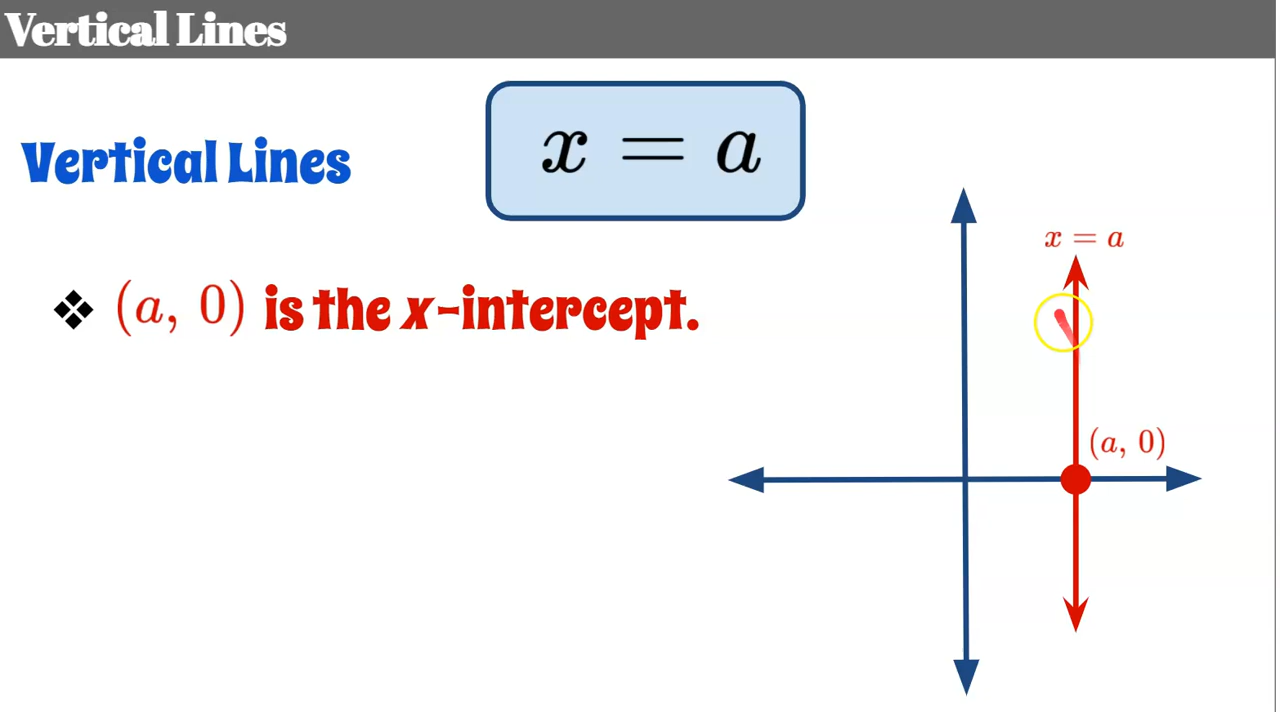 Vertical Lines
x = a
Vertical Lines
x = a
(a, 0) is the x-intercept.
(a, 0)